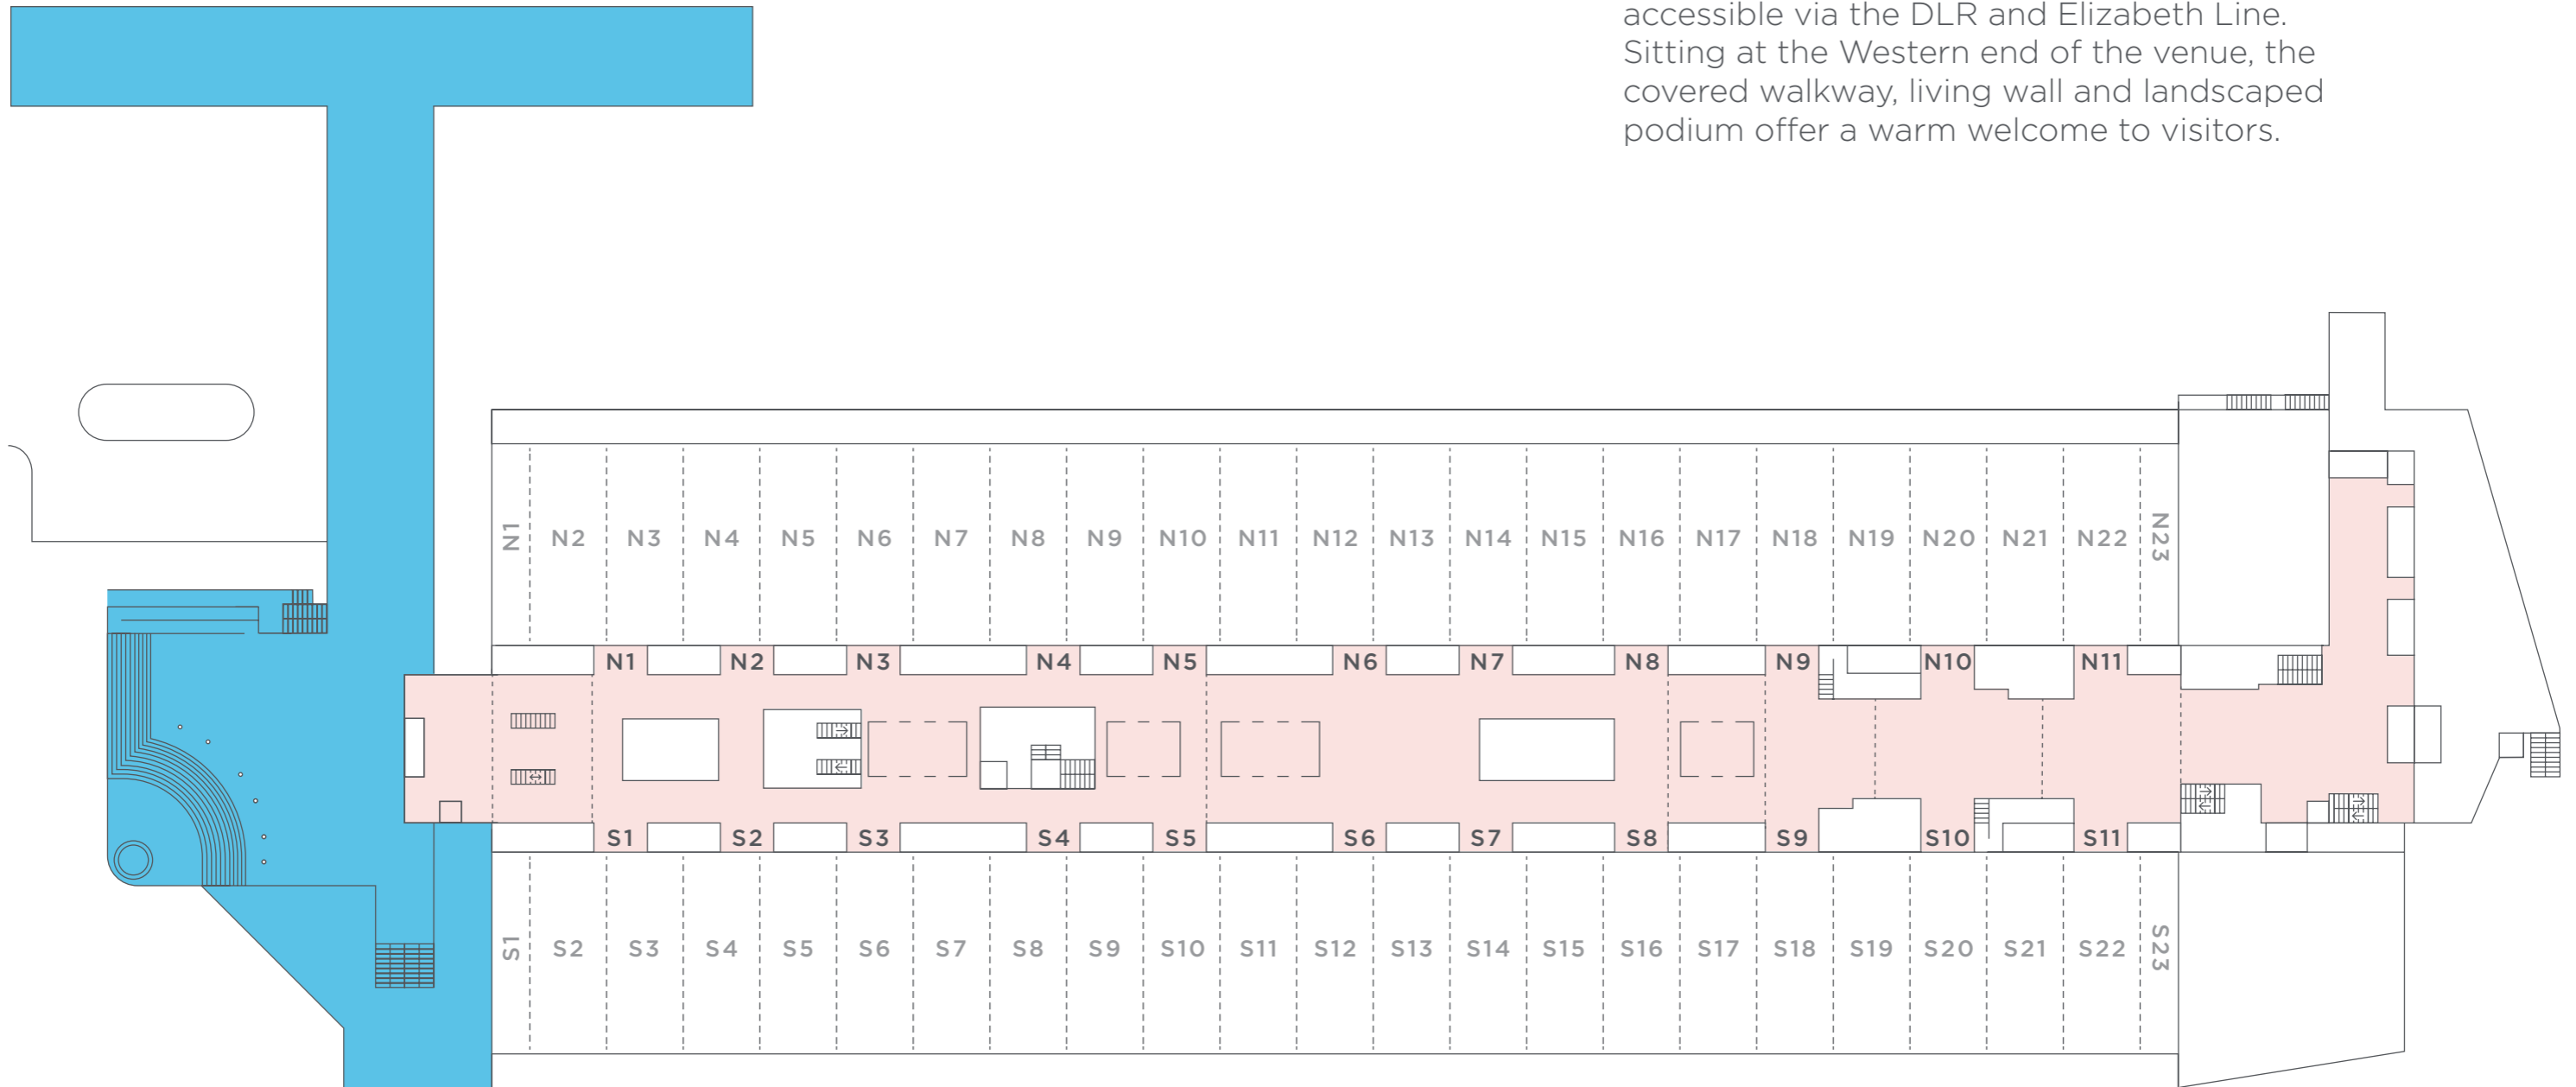 accessible via the DLR and Elizabeth Line.
Sitting at the Western end of the venue, the
covered walkway, living wall and landscaped
podium offer a warm welcome to visitors.
N1 N2 N3 N4 N5 N6 N7 N8 N9 N10 N11 N12 N13 N14 N15 N16 N17 N18 N19 N20 N21 N22 N23
N1 N2 N3 N4 N5 N6 N7 N8 N9 N10 N11
S1 S2 S3 S4 S5 S6 S7 S8 S9 S10 S11
S1 S2 S3 S4 S5 S6 S7 S8 S9 S10 S11 S12 S13 S14 S15 S16 S17 S18 S19 S20 S21 S22 S23